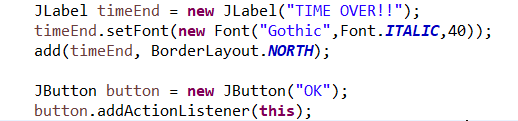 JLabel timeEnd = new JLabel("TIME OVER!!");
timeEnd.setFont(new Font("Gothic",Font.ITALIC,40));
add(timeEnd, BorderLayout.NORTH);
JButton button = new JButton("OK");
button.addActionListener(this);